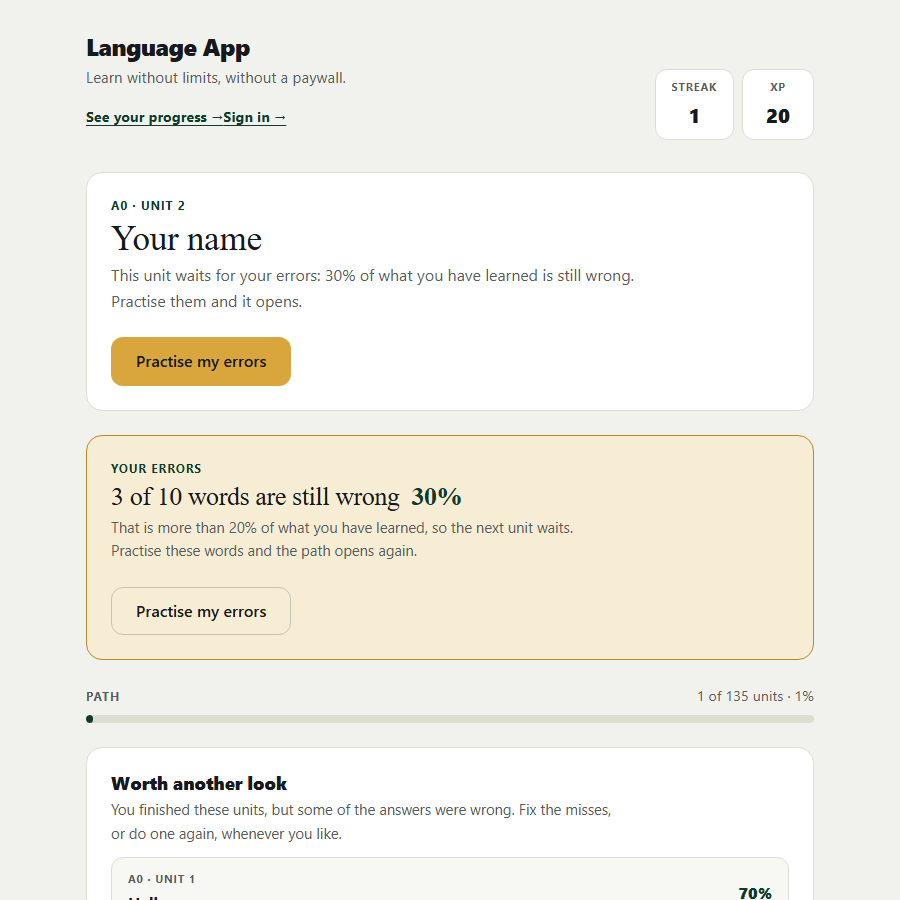 Language App
Learn without limits, without a paywall.
See your progress →Sign in →
STREAK
1
XP
20
A0 · UNIT 2
Your name
This unit waits for your errors: 30% of what you have learned is still wrong.
Practise them and it opens.
Practise my errors
YOUR ERRORS
3 of 10 words are still wrong 30%
That is more than 20% of what you have learned, so the next unit waits.
Practise these words and the path opens again.
Practise my errors
PATH
1 of 135 units · 1%
Worth another look
You finished these units, but some of the answers were wrong. Fix the misses,
or do one again, whenever you like.
A0 · UNIT 1
70%